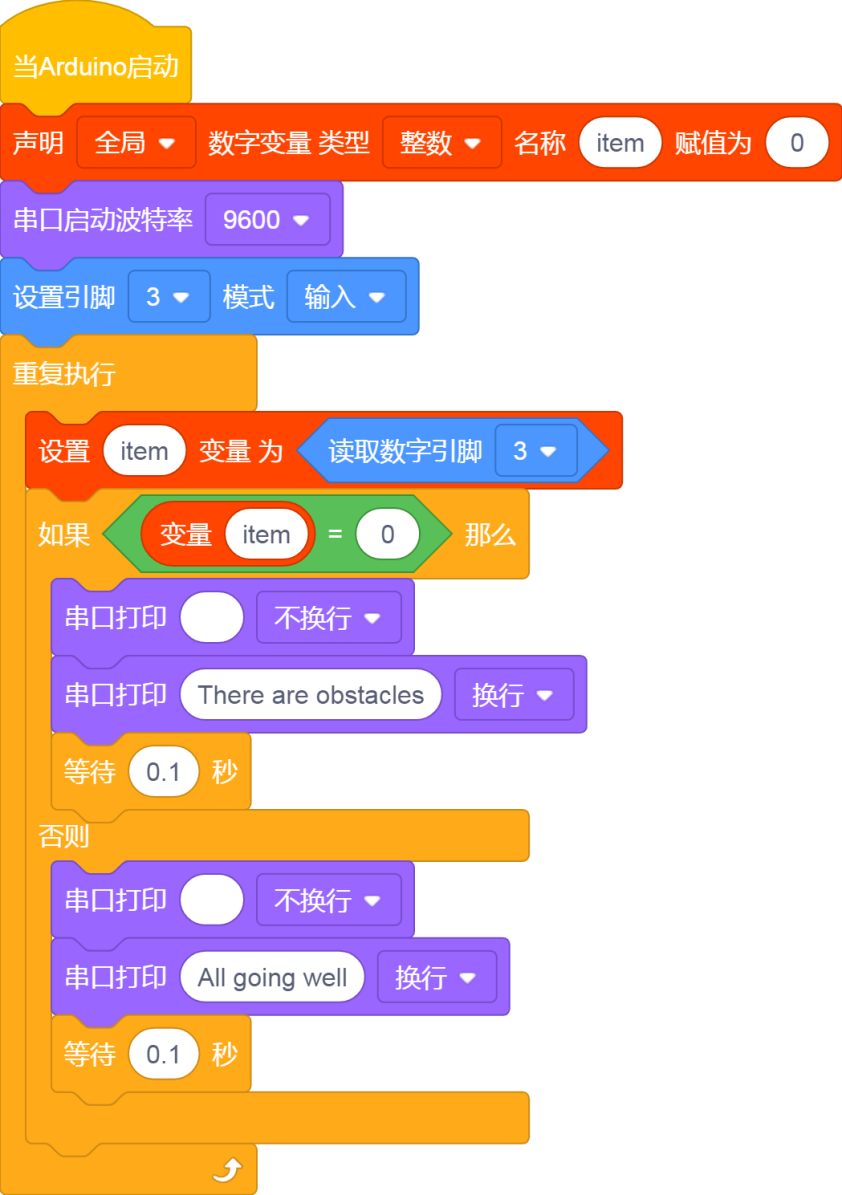 当Arduino启动
声明 全局 数字变量 类型 整数 名称 item 赋值为 0
串口启动波特率 9600
设置引脚 3 模式 输入
重复执行
设置 item 变量 为 读取数字引脚 3
如果 变量 item = 0 那么
串口打印 不换行
串口打印 There are obstacles 换行
等待 0.1 秒
否则
串口打印 不换行
串口打印 All going well 换行
等待 0.1 秒